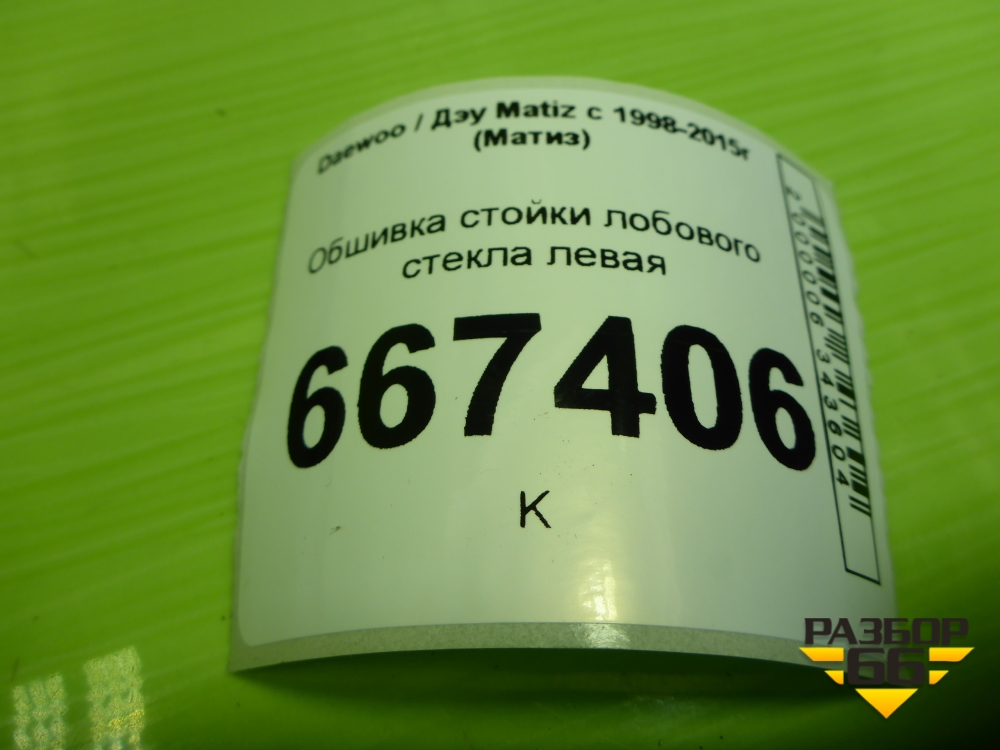 Daewoo / Дэу Matiz с 1998-2015г
(Матиз)
Обшивка стойки лобового
стекла левая
667406
К
2000006343604
РАЗБОР
66